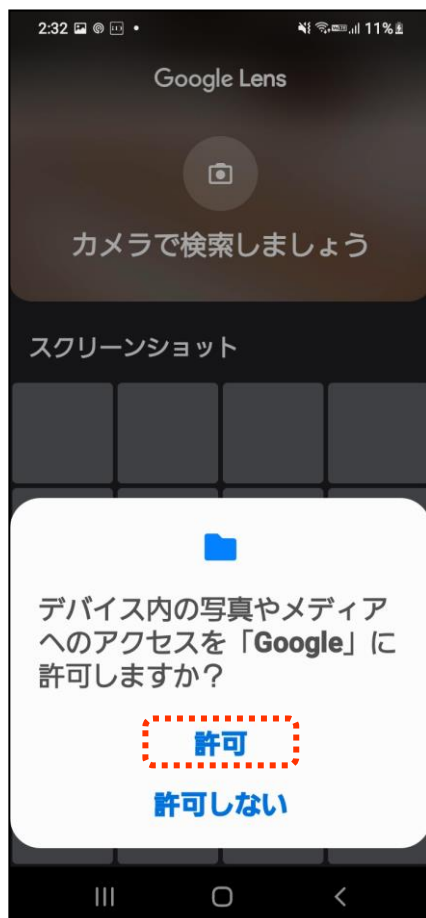 2:32
11%
Google Lens
カメラで検索しましょう
スクリーンショット
デバイス内の写真やメディア
へのアクセスを「Google」に
許可しますか？
許可
許可しない